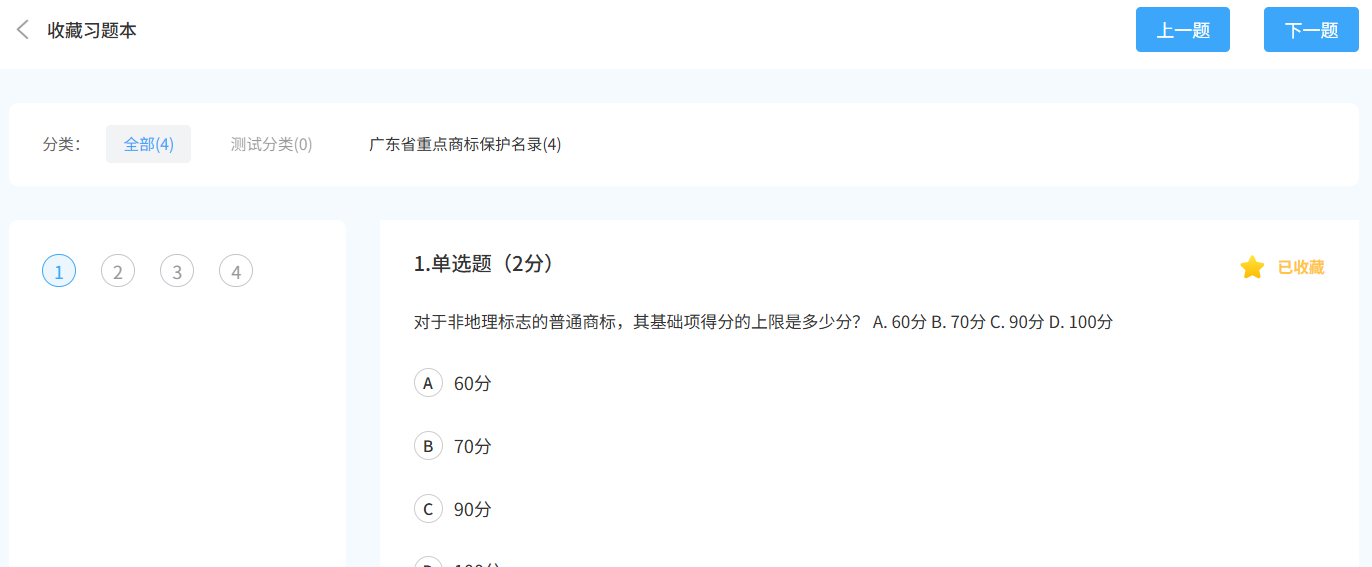 收藏习题本
上一题
下一题
分类：
全部(4)
测试分类(0)
广东省重点商标保护名录(4)
1
2
3
4
1.单选题（2分）
已收藏
对于非地理标志的普通商标，其基础项得分的上限是多少分？ A. 60分 B. 70分 C. 90分 D. 100分
A 60分
B 70分
C 90分
D 100分